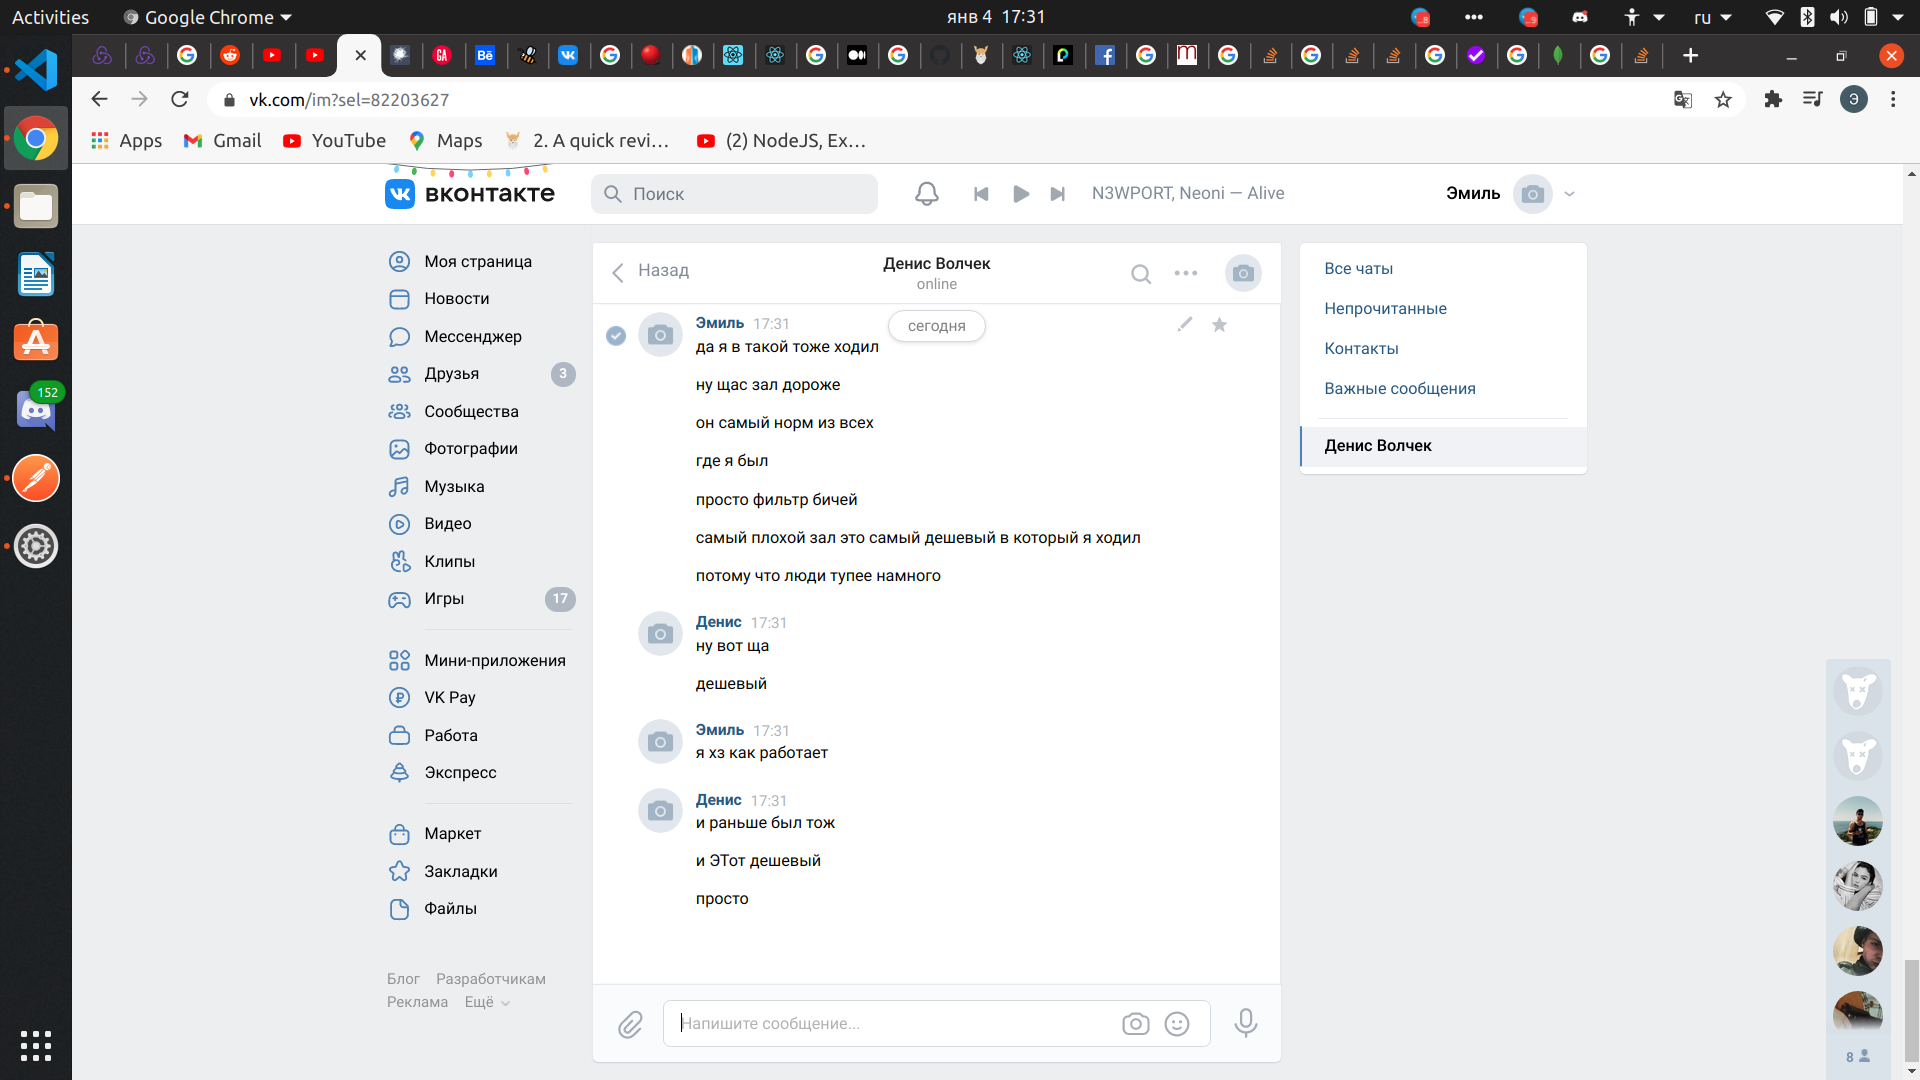 Activities
Google Chrome
янв 4 17:31
ru
vk.com/im?sel=82203627
Э
Apps
Gmail
YouTube
Maps
2. A quick revi...
(2) NodeJS, Ex...
вконтакте
Поиск
N3WPORT, Neoni — Alive
Эмиль
Моя страница
Новости
Мессенджер
Друзья 3
Сообщества
Фотографии
Музыка
Видео
Клипы
Игры 17
Мини-приложения
VK Pay
Работа
Экспресс
Маркет
Закладки
Файлы
Блог Разработчикам
Реклама Ещё
152
Назад
Денис Волчек
online
сегодня
Эмиль 17:31
да я в такой тоже ходил
ну щас зал дороже
он самый норм из всех
где я был
просто фильтр бичей
самый плохой зал это самый дешевый в который я ходил
потому что люди тупее намного
Денис 17:31
ну вот ща
дешевый
Эмиль 17:31
я хз как работает
Денис 17:31
и раньше был тож
и ЭТот дешевый
просто
Напишите сообщение...
Все чаты
Непрочитанные
Контакты
Важные сообщения
Денис Волчек
8